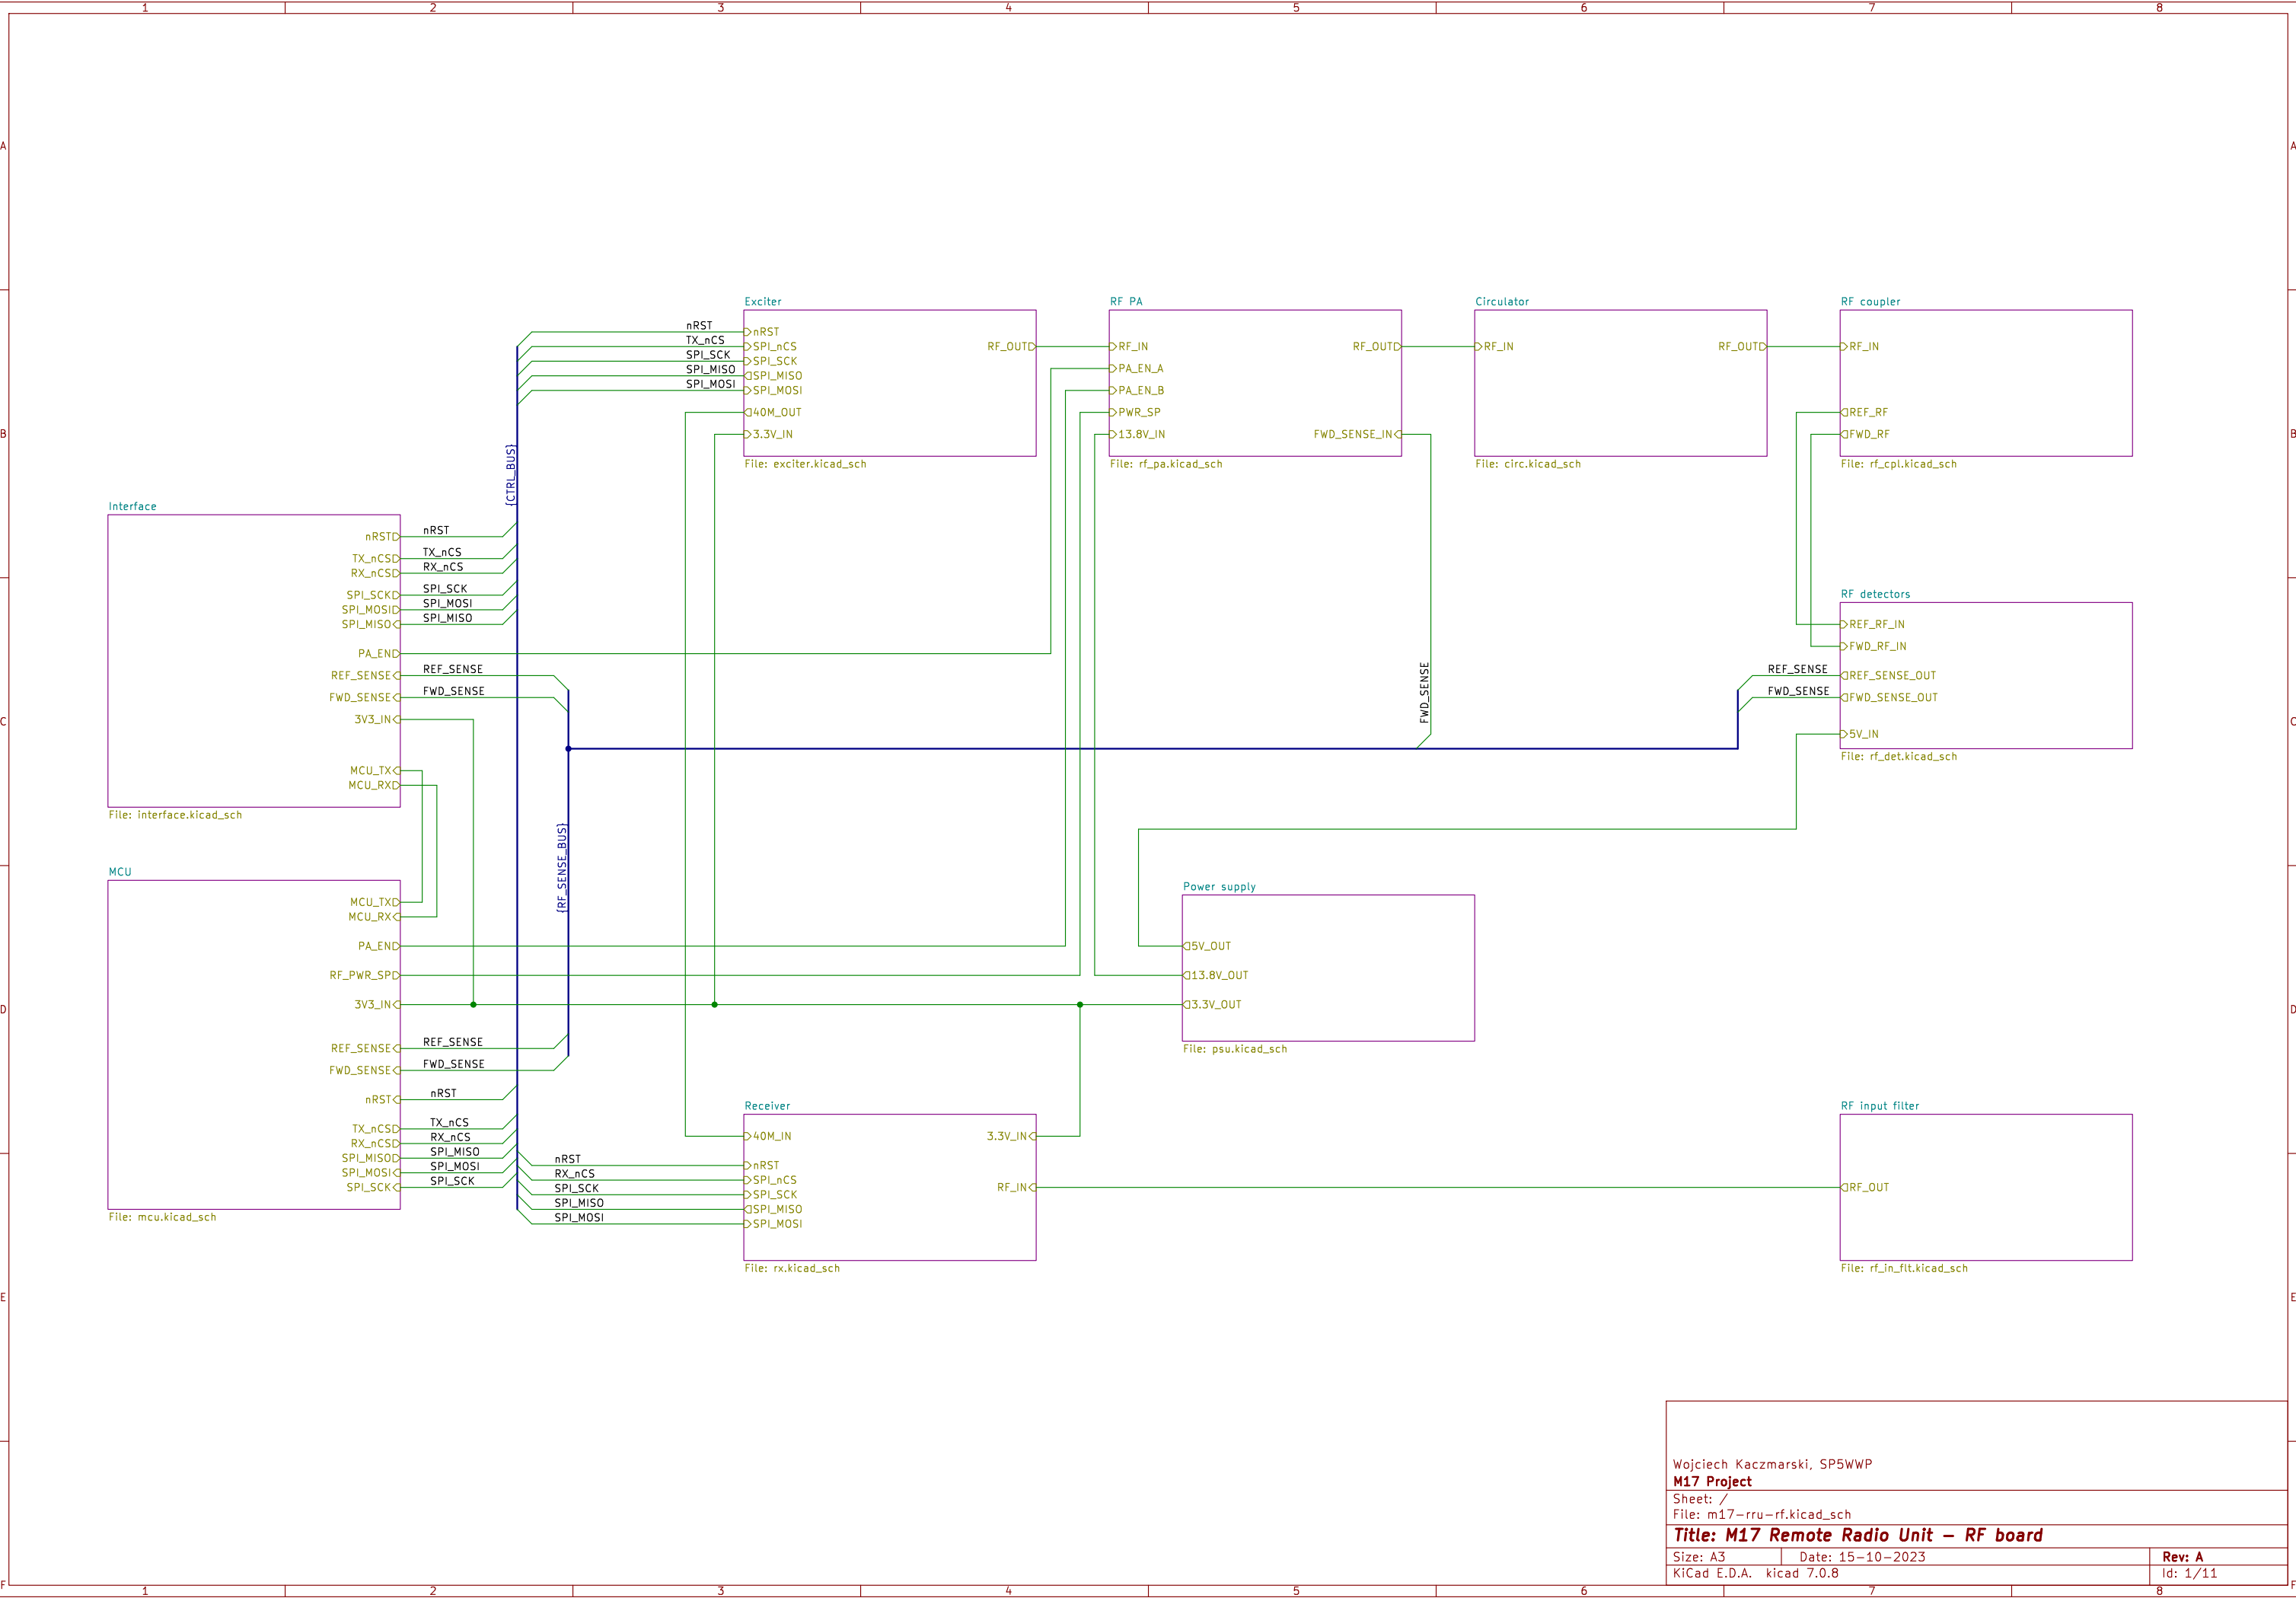 1 2 3 4 5 6 7 8
A A
B B
C C
D D
E E
F F
Exciter
nRST nRST
TX_nCS SPI_nCS
SPI_SCK SPI_SCK
SPI_MISO SPI_MISO
SPI_MOSI SPI_MOSI
40M_OUT
3.3V_IN
RF_OUT
File: exciter.kicad_sch
RF PA
RF_IN
PA_EN_A
PA_EN_B
PWR_SP
13.8V_IN
RF_OUT
FWD_SENSE_IN
File: rf_pa.kicad_sch
Circulator
RF_IN
RF_OUT
File: circ.kicad_sch
RF coupler
RF_IN
REF_RF
FWD_RF
File: rf_cpl.kicad_sch
{CTRL_BUS}
Interface
nRST nRST
TX_nCS TX_nCS
RX_nCS RX_nCS
SPI_SCK SPI_SCK
SPI_MOSI SPI_MOSI
SPI_MISO SPI_MISO
PA_EN
REF_SENSE REF_SENSE
FWD_SENSE FWD_SENSE
3V3_IN
MCU_TX
MCU_RX
File: interface.kicad_sch
FWD_SENSE
RF detectors
REF_RF_IN
FWD_RF_IN
REF_SENSE REF_SENSE_OUT
FWD_SENSE FWD_SENSE_OUT
5V_IN
File: rf_det.kicad_sch
{RF_SENSE_BUS}
MCU
MCU_TX
MCU_RX
PA_EN
RF_PWR_SP
3V3_IN
REF_SENSE REF_SENSE
FWD_SENSE FWD_SENSE
nRST nRST
TX_nCS TX_nCS
RX_nCS RX_nCS
SPI_MISO SPI_MISO
SPI_MOSI SPI_MOSI
SPI_SCK SPI_SCK
File: mcu.kicad_sch
Power supply
5V_OUT
13.8V_OUT
3.3V_OUT
File: psu.kicad_sch
Receiver
40M_IN
nRST nRST
RX_nCS SPI_nCS
SPI_SCK SPI_SCK
SPI_MISO SPI_MISO
SPI_MOSI SPI_MOSI
3.3V_IN
RF_IN
File: rx.kicad_sch
RF input filter
RF_OUT
File: rf_in_flt.kicad_sch
Wojciech Kaczmarski, SP5WWP
M17 Project
Sheet: /
File: m17-rru-rf.kicad_sch
Title: M17 Remote Radio Unit – RF board
Size: A3 Date: 15-10-2023 Rev: A
KiCad E.D.A. kicad 7.0.8 Id: 1/11
1 2 3 4 5 6 7 8